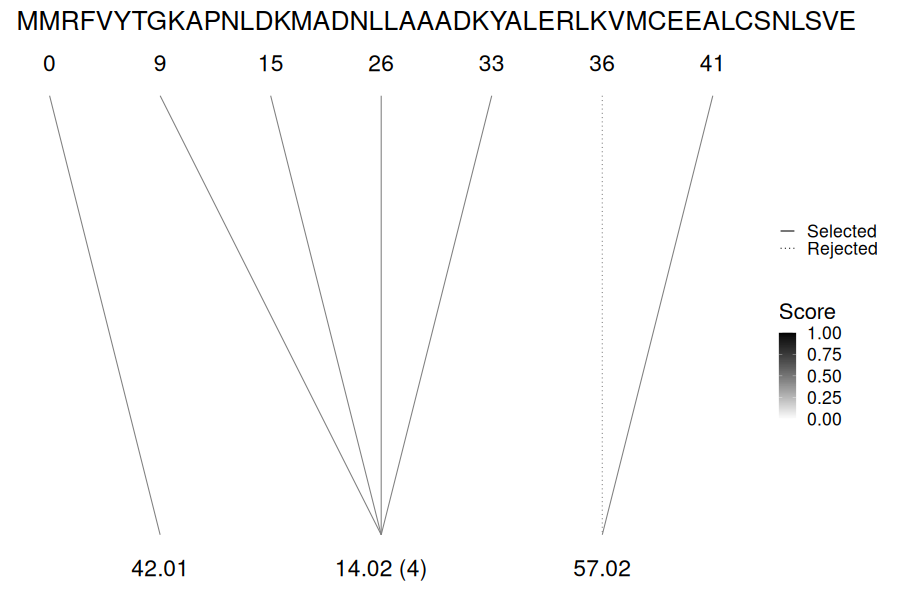 MMRFVYTGKAPNLDKMADNLLAAADKYALERLKVMCEEALCSNLSVE
0 9 15 26 33 36 41
Selected
Rejected
Score
1.00
0.75
0.50
0.25
0.00
42.01 14.02 (4) 57.02